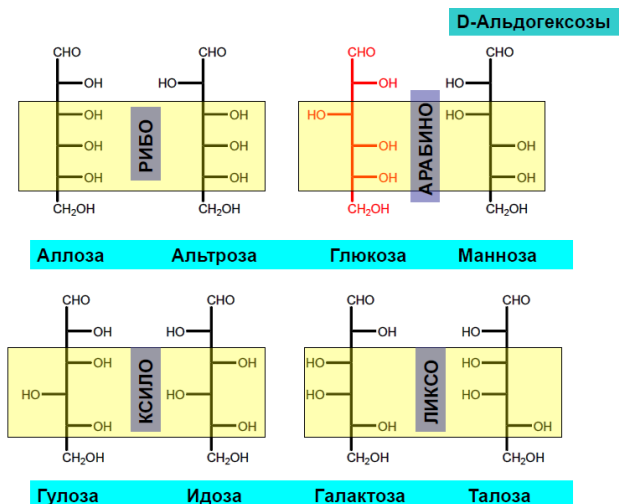 D-Альдогексозы
CHO CHO CHO CHO
OH HO OH HO
OH OH HO HO
OH OH OH OH
OH OH OH OH
CH₂OH CH₂OH CH₂OH CH₂OH
РИБО
АРАБИНО
Аллоза Альтроза Глюкоза Манноза
CHO CHO CHO CHO
OH HO OH HO
OH OH HO HO
HO HO HO HO
OH OH OH OH
CH₂OH CH₂OH CH₂OH CH₂OH
КСИЛО
ЛИКСО
Гулоза Идоза Галактоза Талоза